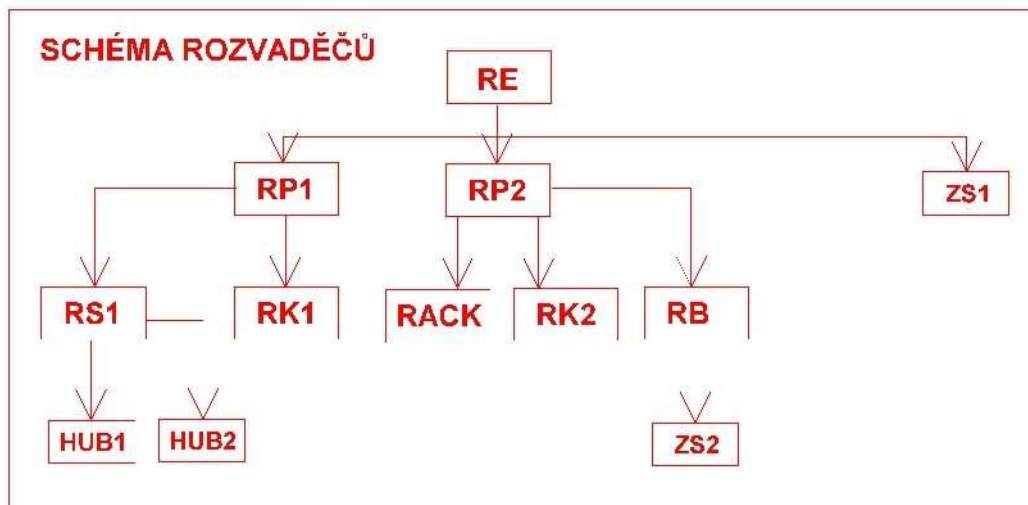 SCHÉMA ROZVADĚČŮ
RE
RP1
RP2
ZS1
RS1
RK1
RACK
RK2
RB
HUB1
HUB2
ZS2